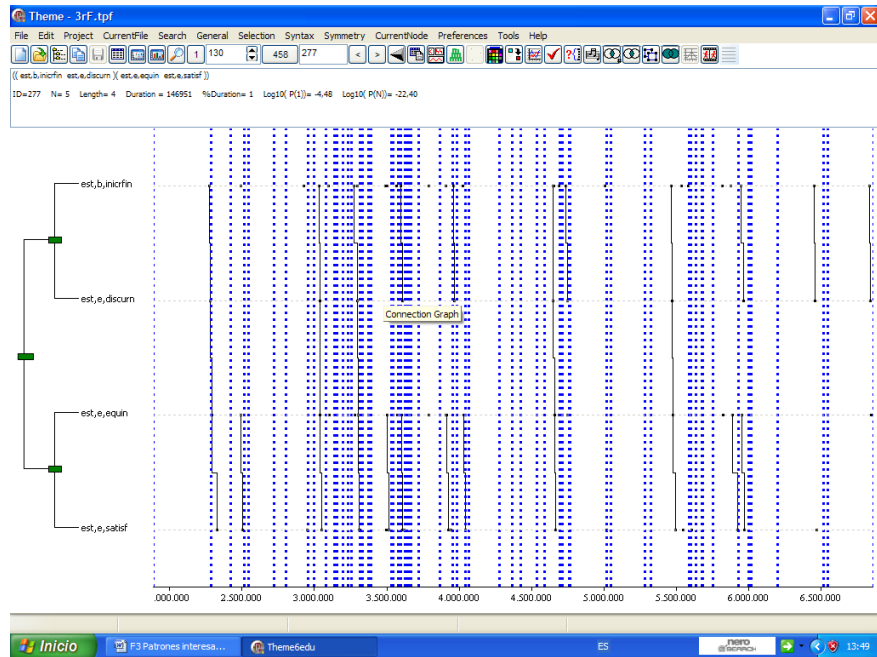 Theme - 3rF.tpf
File Edit Project CurrentFile Search General Selection Syntax Symmetry CurrentNode Preferences Tools Help
1 130 458 277 < >
(( est,b,inicrfin est,e,discurn )( est,e,equin est,e,satisf ))
ID=277 N= 5 Length= 4 Duration = 146951 %Duration= 1 Log10( P(1))= -4,48 Log10( P(N))= -22,40
est,b,inicrfin
est,e,discurn
Connection Graph
est,e,equin
est,e,satisf
.000.000 2.500.000 3.000.000 3.500.000 4.000.000 4.500.000 5.000.000 5.500.000 6.000.000 6.500.000
Inicio F3 Patrones interesa... Theme6edu ES nero SEARCH 13:49